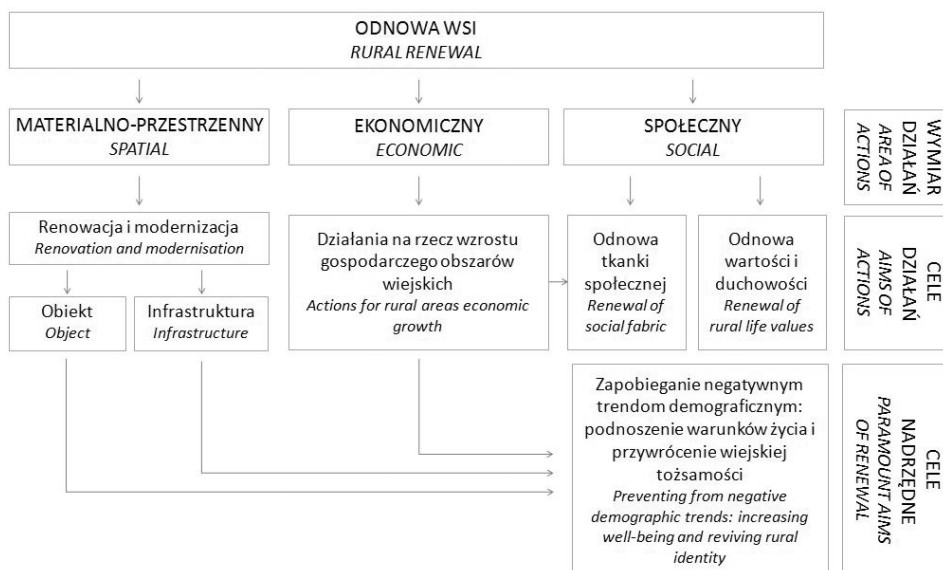 ODNOWA WSI
RURAL RENEWAL
MATERIALNO-PRZESTRZENNY
SPATIAL
EKONOMICZNY
ECONOMIC
SPOŁECZNY
SOCIAL
WYMIAR
DZIAŁAŃ
AREA OF
ACTIONS
Renowacja i modernizacja
Renovation and modernisation
Obiekt
Object
Infrastruktura
Infrastructure
Działania na rzecz wzrostu
gospodarczego obszarów
wiejskich
Actions for rural areas economic
growth
Odnowa
tkanki
społecznej
Renewal of
social fabric
Odnowa
wartości i
duchowości
Renewal of
rural life values
CELE
DZIAŁAŃ
AIMS OF
ACTIONS
Zapobieganie negatywnym
trendom demograficznym:
podnoszenie warunków życia i
przywrócenie wiejskiej
tożsamości
Preventing from negative
demographic trends: increasing
well-being and reviving rural
identity
CELE
NADRZĘDNE
PARAMOUNT AIMS
OF RENEWAL